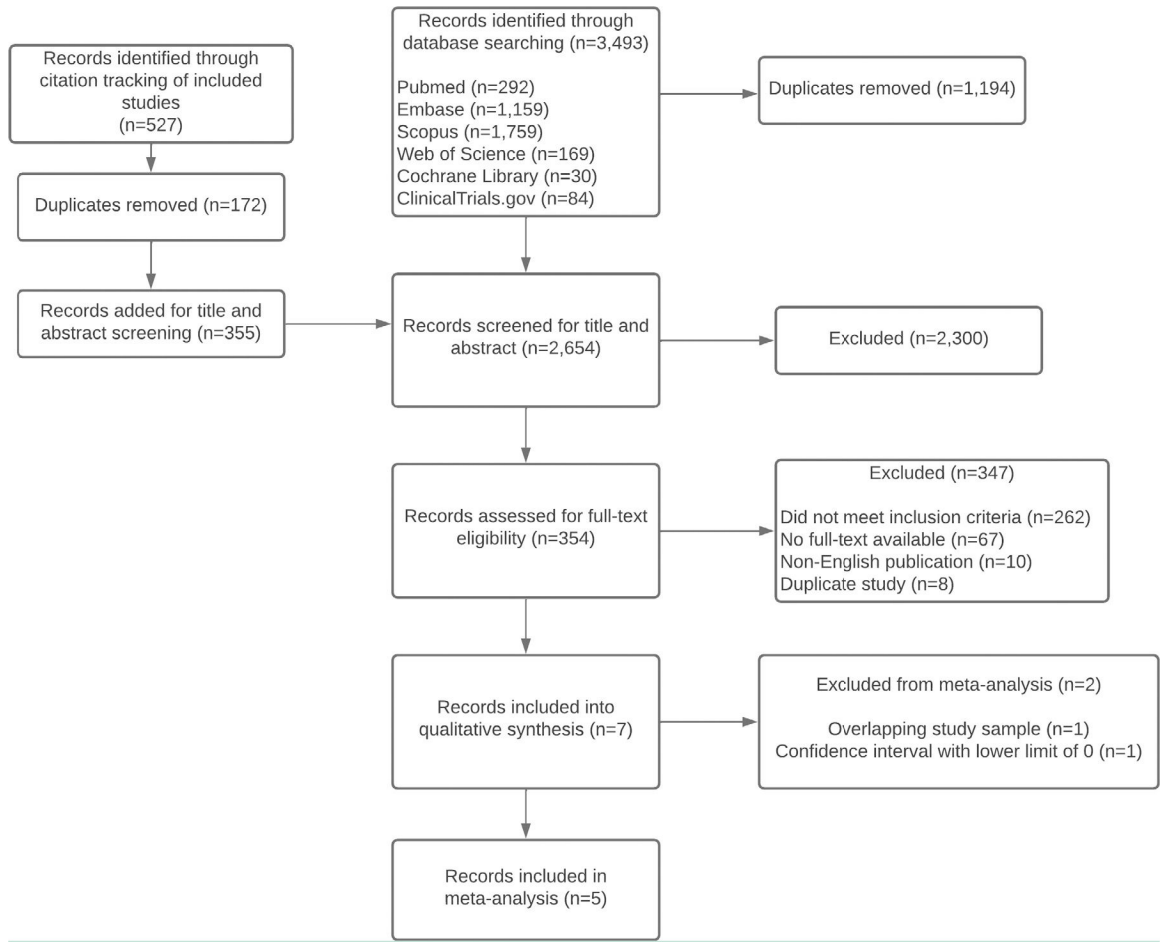 Records identified through
citation tracking of included
studies
(n=527)
Duplicates removed (n=172)
Records added for title and
abstract screening (n=355)
Records identified through
database searching (n=3,493)
Pubmed (n=292)
Embase (n=1,159)
Scopus (n=1,759)
Web of Science (n=169)
Cochrane Library (n=30)
ClinicalTrials.gov (n=84)
Duplicates removed (n=1,194)
Records screened for title and
abstract (n=2,654)
Excluded (n=2,300)
Records assessed for full-text
eligibility (n=354)
Excluded (n=347)
Did not meet inclusion criteria (n=262)
No full-text available (n=67)
Non-English publication (n=10)
Duplicate study (n=8)
Records included into
qualitative synthesis (n=7)
Excluded from meta-analysis (n=2)
Overlapping study sample (n=1)
Confidence interval with lower limit of 0 (n=1)
Records included in
meta-analysis (n=5)